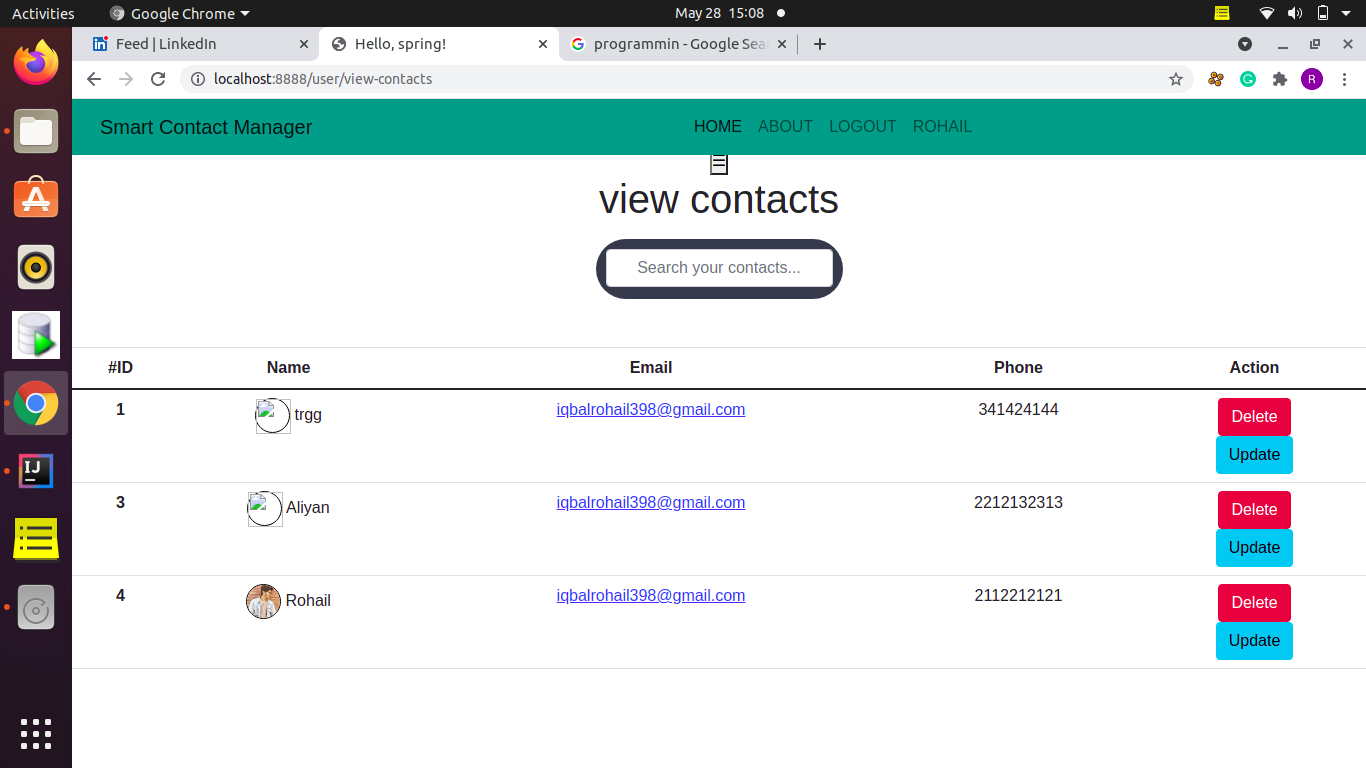 Activities Google Chrome May 28 15:08
Feed | LinkedIn Hello, spring! programmin - Google Sea
localhost:8888/user/view-contacts R
Smart Contact Manager HOME ABOUT LOGOUT ROHAIL
view contacts
Search your contacts...
#ID Name Email Phone Action
1 trgg iqbalrohail398@gmail.com 341424144 Delete
Update
3 Aliyan iqbalrohail398@gmail.com 2212132313 Delete
Update
4 Rohail iqbalrohail398@gmail.com 2112212121 Delete
Update
IJ